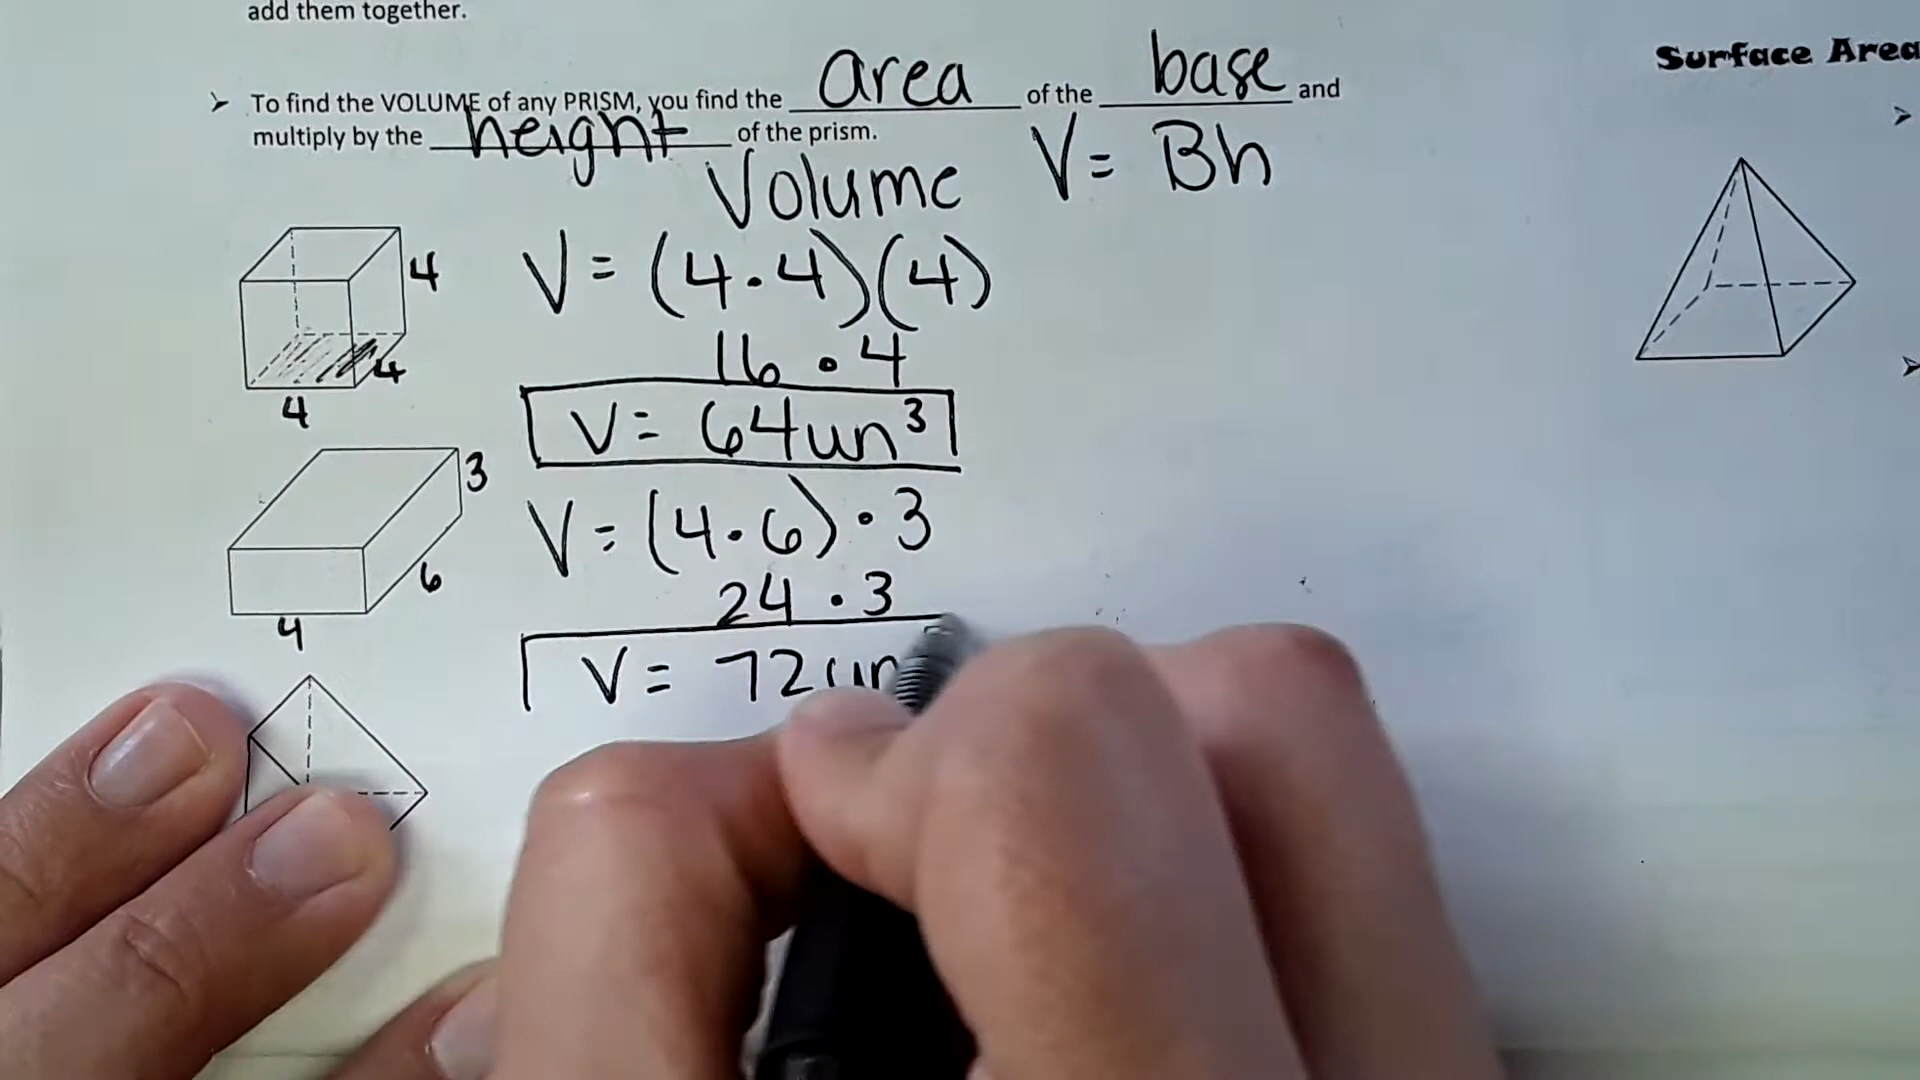 add them together.
➤ To find the VOLUME of any PRISM, you find the area of the base and
multiply by the height of the prism.
Volume V = Bh
4
4
4
V = (4 · 4)(4)
16 · 4
V = 64un³
3
6
4
V = (4 · 6) · 3
24 · 3
V = 72un
Surface Area
➤
➤